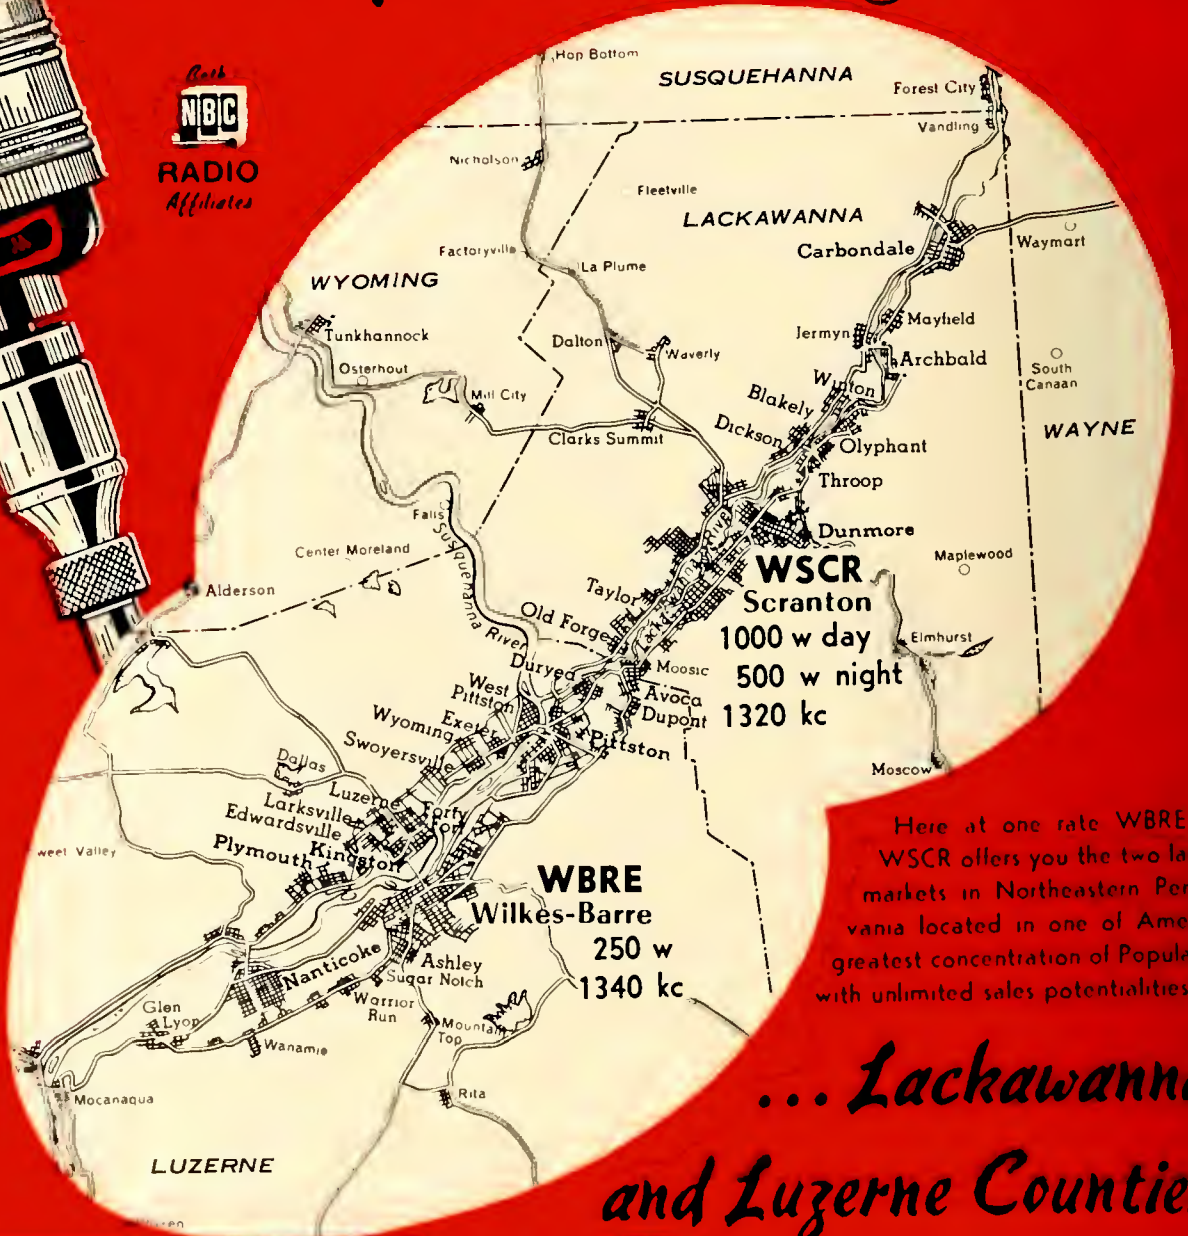 Both
NBC
RADIO
Affiliates
Hop Bottom
SUSQUEHANNA
Forest City
Vandling
Nicholson
Fleetville
LACKAWANNA
Carbondale
Waymart
Factoryville
La Plume
WYOMING
Tunkhannock
Jermyn
Mayfield
Dalton
Waverly
Archbald
Osterhout
South
Canaan
Mill City
Winton
Blakely
WAYNE
Clarks Summit
Dickson
Olyphant
Throop
Falls
Susquehanna River
Lackawanna River
Dunmore
Center Moreland
Maplewood
WSCR
Scranton
1000 w day
500 w night
1320 kc
Alderson
Taylor
Old Forge
Elmhurst
Duryea
Moosic
West
Pittston
Avoca
Dupont
Wyoming
Exeter
Pittston
Swoyersville
Dallas
Moscow
Luzerne
Forty
Fort
Larksville
Edwardsville
Kingston
Plymouth
weet Valley
Here at one rate WBRE
WSCR offers you the two la
markets in Northeastern Pen
vania located in one of Ame
greatest concentration of Popula
with unlimited sales potentialities
WBRE
Wilkes-Barre
250 w
1340 kc
Nanticoke
Ashley
Sugar Notch
Warrior
Run
Glen
Lyon
Wanamie
Mountain
Top
Mocanaqua
Rita
... Lackawanna
LUZERNE
and Luzerne Countie